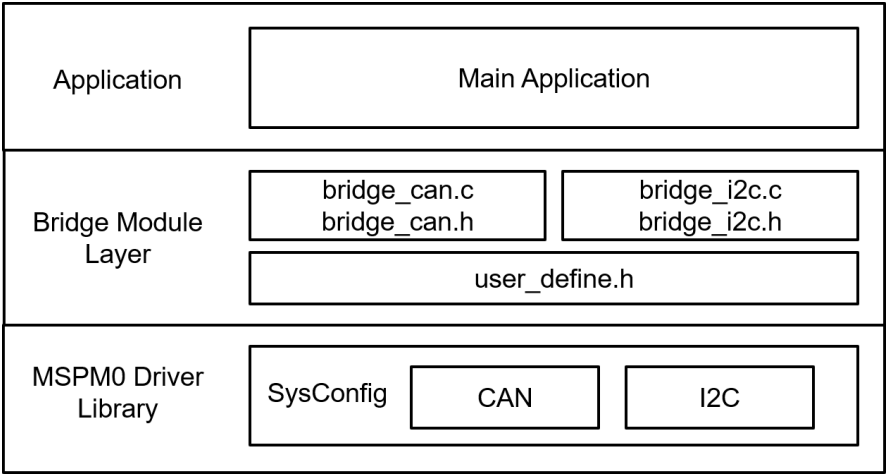 Application
Main Application
Bridge Module
Layer
bridge_can.c
bridge_can.h
bridge_i2c.c
bridge_i2c.h
user_define.h
MSPM0 Driver
Library
SysConfig
CAN
I2C